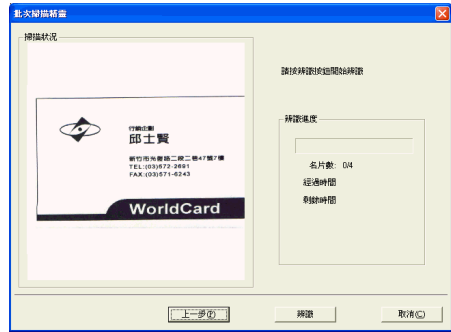 批次掃描精靈
掃描狀況
行銷企劃
邱士賢
新竹市光復路二段二巷47號7樓
TEL:(03)572-2691
FAX:(03)571-6243
WorldCard
請按辨識按鈕開始辨識
辨識進度
名片數: 0/4
經過時間
剩餘時間
上一步(P)
辨識
取消(C)